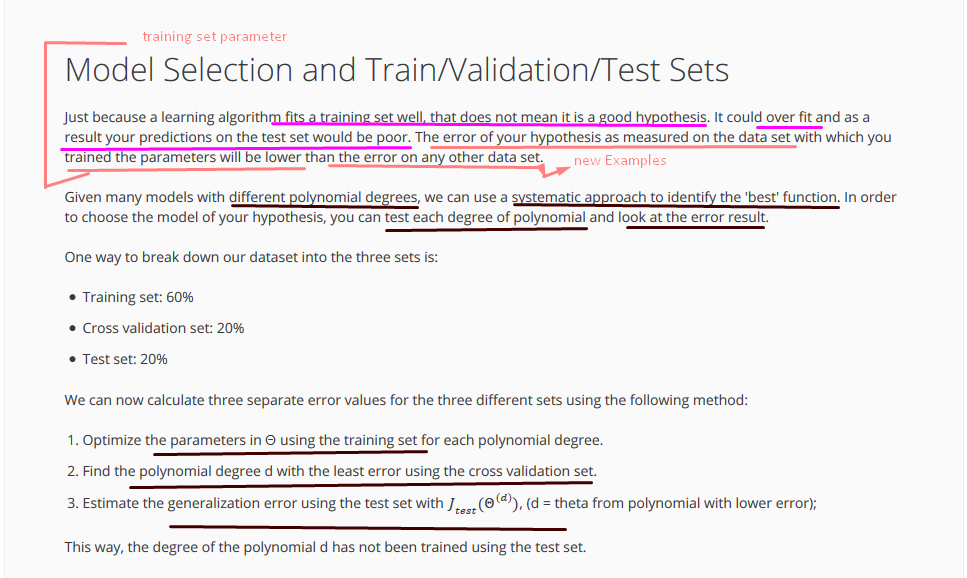 training set parameter
Model Selection and Train/Validation/Test Sets
Just because a learning algorithm fits a training set well, that does not mean it is a good hypothesis. It could over fit and as a
result your predictions on the test set would be poor. The error of your hypothesis as measured on the data set with which you
trained the parameters will be lower than the error on any other data set.
new Examples
Given many models with different polynomial degrees, we can use a systematic approach to identify the 'best' function. In order
to choose the model of your hypothesis, you can test each degree of polynomial and look at the error result.
One way to break down our dataset into the three sets is:
• Training set: 60%
• Cross validation set: 20%
• Test set: 20%
We can now calculate three separate error values for the three different sets using the following method:
1. Optimize the parameters in Θ using the training set for each polynomial degree.
2. Find the polynomial degree d with the least error using the cross validation set.
3. Estimate the generalization error using the test set with J_test(Θ^(d)), (d = theta from polynomial with lower error);
This way, the degree of the polynomial d has not been trained using the test set.